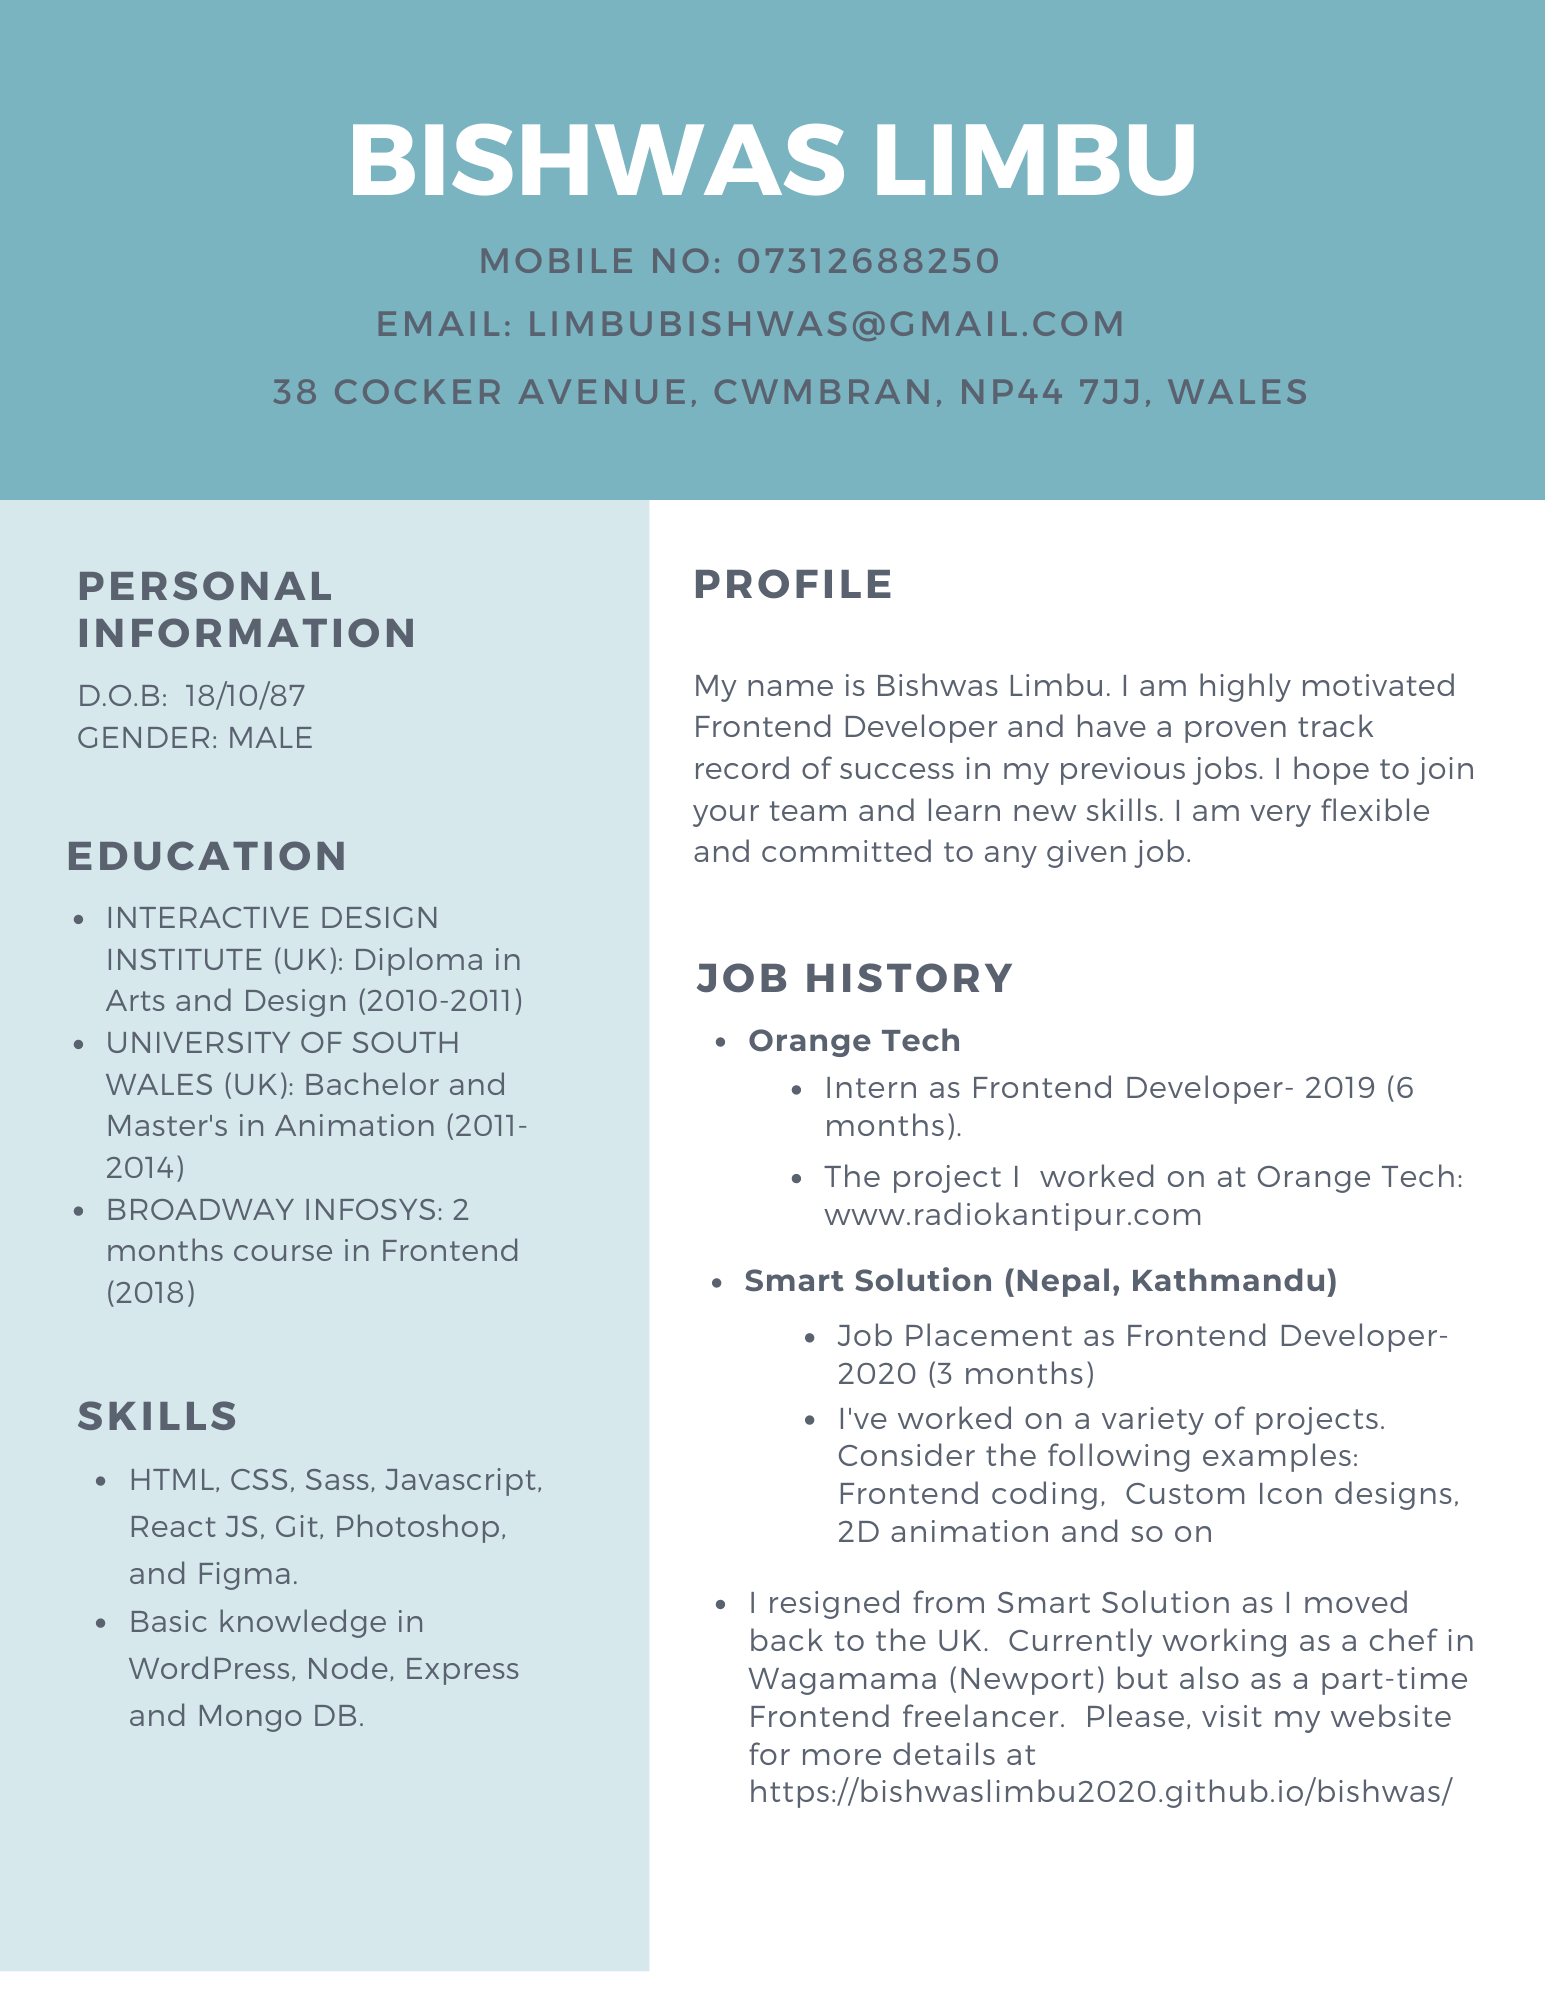 BISHWAS LIMBU
MOBILE NO: 07312688250
EMAIL: LIMBUBISHWAS@GMAIL.COM
38 COCKER AVENUE, CWMBRAN, NP44 7JJ, WALES
PERSONAL
INFORMATION
D.O.B:  18/10/87
GENDER: MALE
EDUCATION
• INTERACTIVE DESIGN
INSTITUTE (UK): Diploma in
Arts and Design (2010-2011)
• UNIVERSITY OF SOUTH
WALES (UK): Bachelor and
Master's in Animation (2011-
2014)
• BROADWAY INFOSYS: 2
months course in Frontend
(2018)
SKILLS
• HTML, CSS, Sass, Javascript,
React JS, Git, Photoshop,
and Figma.
• Basic knowledge in
WordPress, Node, Express
and Mongo DB.
PROFILE
My name is Bishwas Limbu. I am highly motivated
Frontend Developer and have a proven track
record of success in my previous jobs. I hope to join
your team and learn new skills. I am very flexible
and committed to any given job.
JOB HISTORY
• Orange Tech
• Intern as Frontend Developer- 2019 (6
months).
• The project I  worked on at Orange Tech:
www.radiokantipur.com
• Smart Solution (Nepal, Kathmandu)
• Job Placement as Frontend Developer-
2020 (3 months)
• I've worked on a variety of projects.
Consider the following examples:
Frontend coding,  Custom Icon designs,
2D animation and so on
• I resigned from Smart Solution as I moved
back to the UK.  Currently working as a chef in
Wagamama (Newport) but also as a part-time
Frontend freelancer.  Please, visit my website
for more details at
https://bishwaslimbu2020.github.io/bishwas/